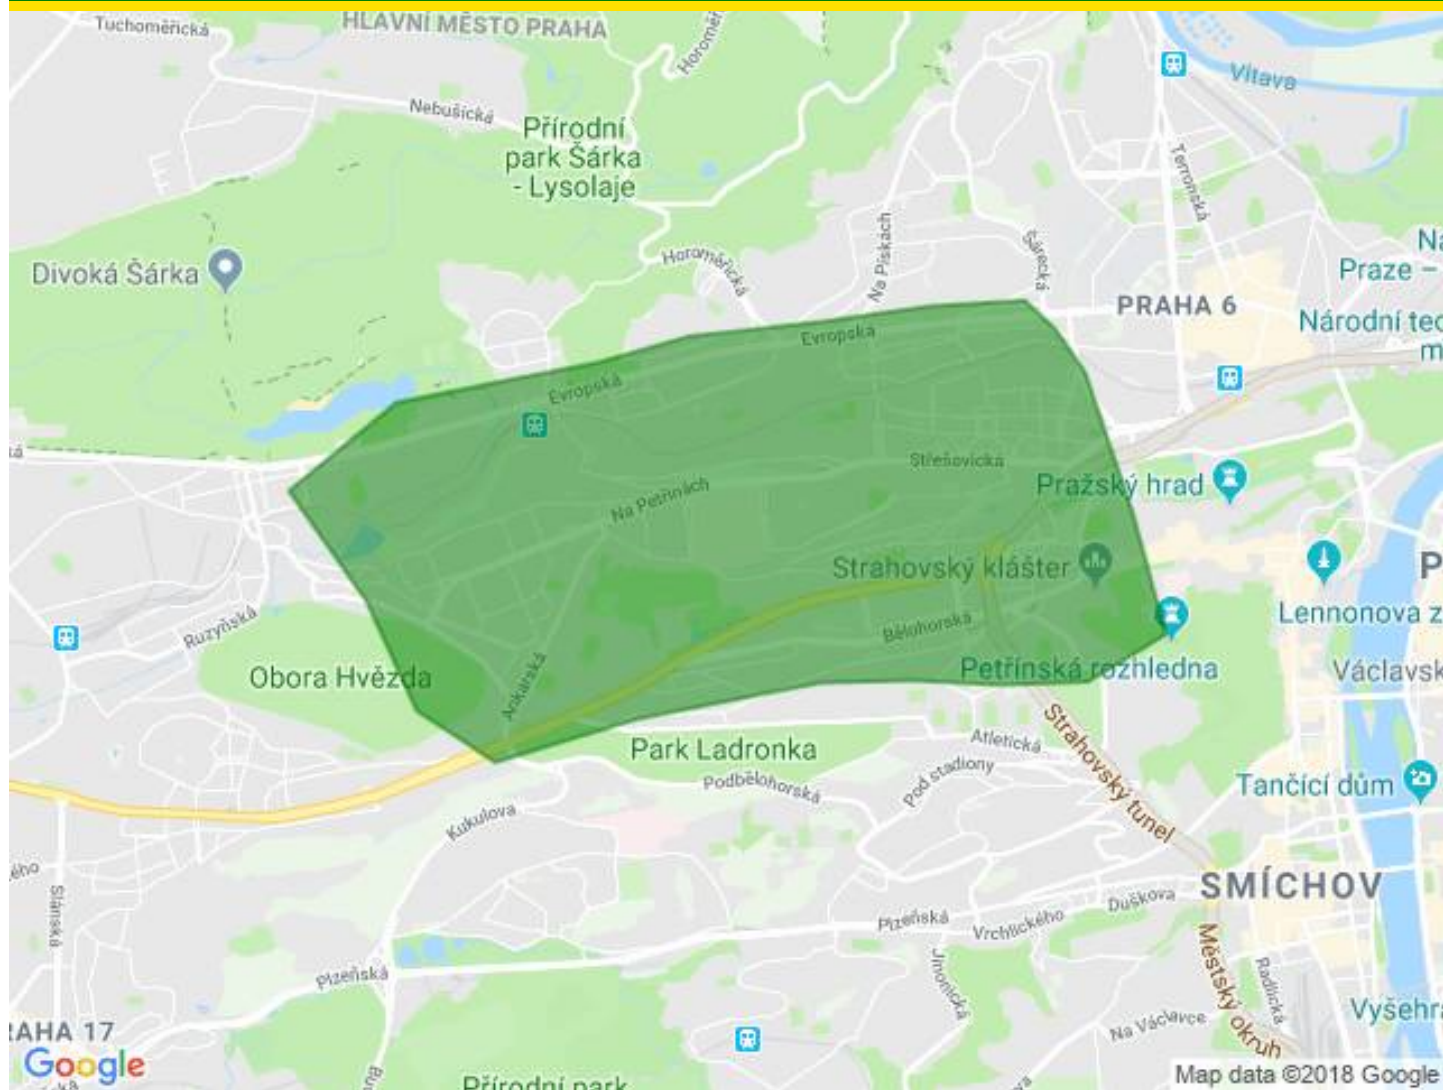 Tuchoměřická
HLAVNÍ MĚSTO PRAHA
Nebušická
Vltava
Přírodní
park Šárka
- Lysolaje
Terronská
Na Pískách
Šárecká
Horoměřická
Divoká Šárka
Praze –
PRAHA 6
Národní tec
m
Evropská
Evropská
Střešovická
Na Petřinách
Pražský hrad
Strahovský klášter
Lennonova z
Ruzyňská
Bělohorská
Petřínská rozhledna
Václavsk
Obora Hvězda
Ankarská
Strahovský tunel
Atletická
Park Ladronka
Pod stadiony
Podbělohorská
Tančící dům
Kukulova
SMÍCHOV
Slánská
Duškova
Plzeňská
Vrchlického
Městský okruh
Jinonická
Radlická
Plzeňská
Vyšehr
AHA 17
Na Václavce
Google
Map data ©2018 Google
Přírodní park